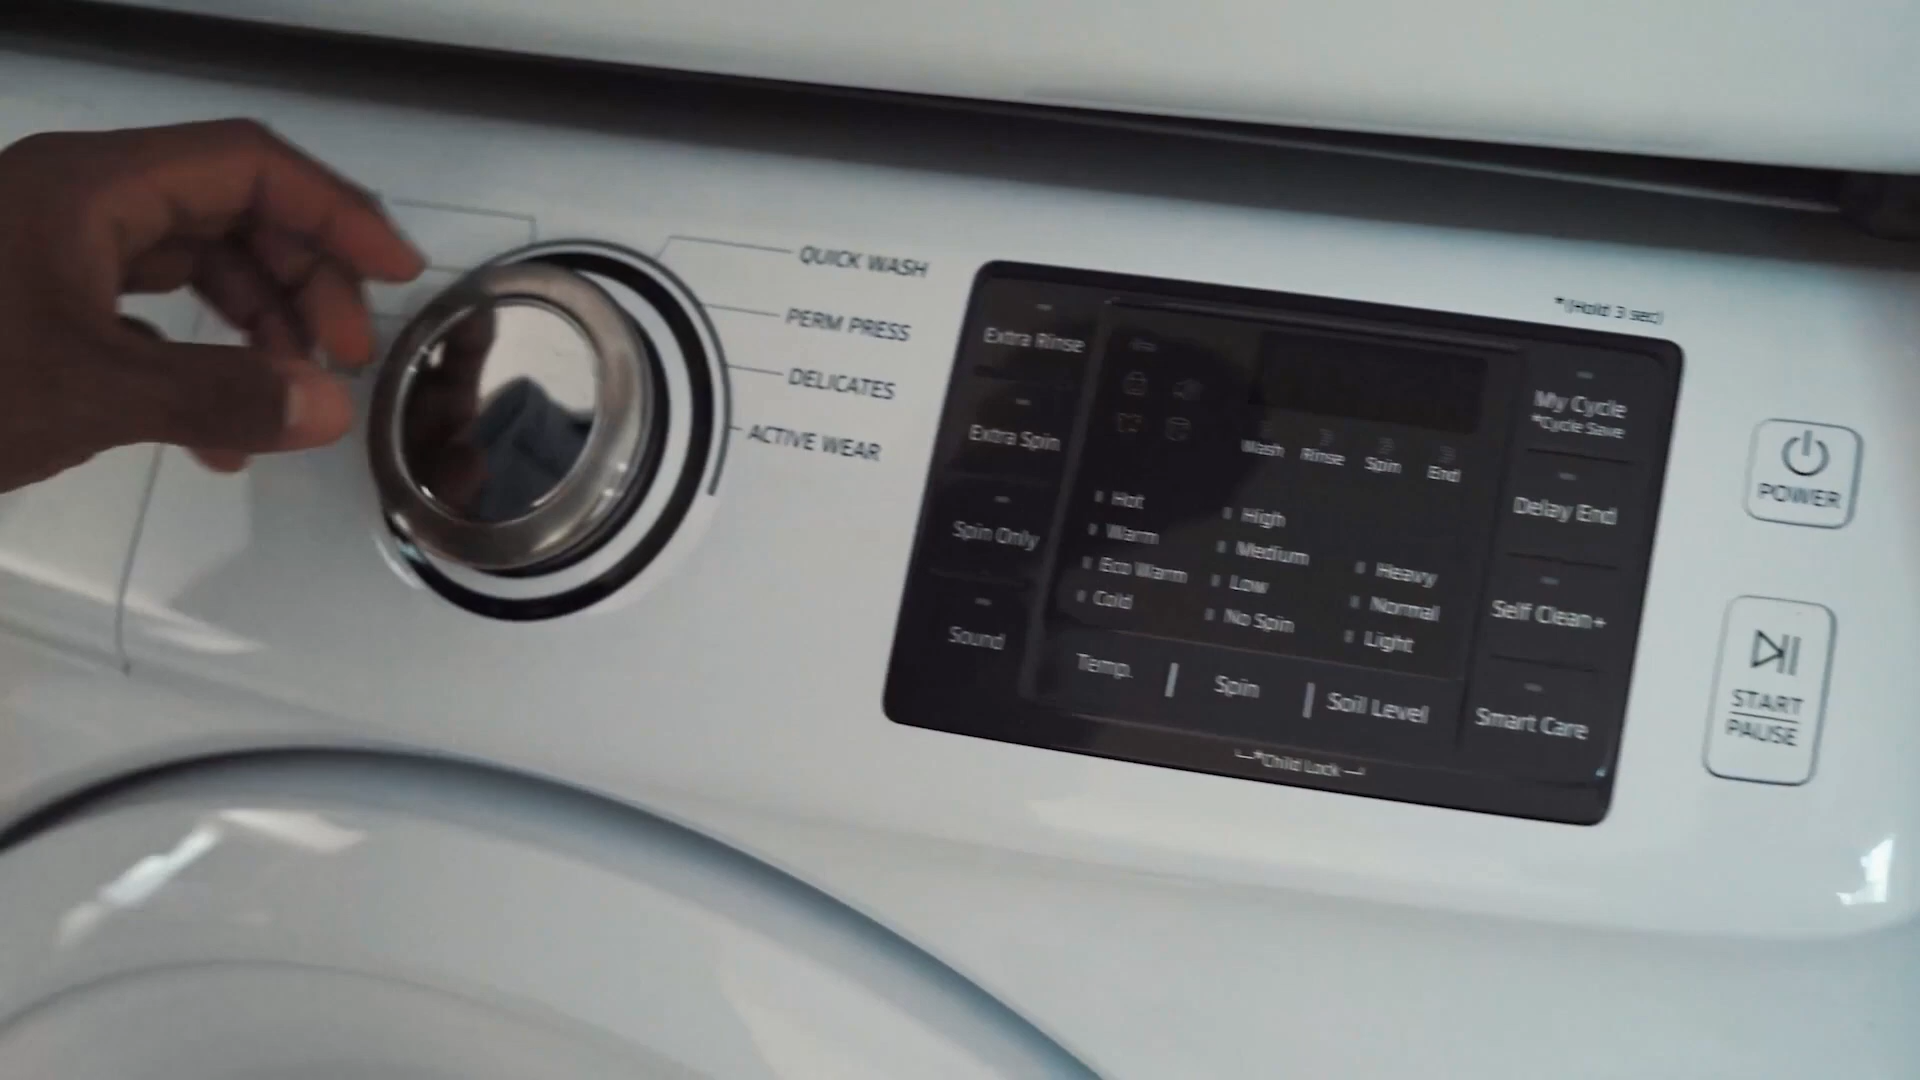 QUICK WASH
PERM PRESS
DELICATES
ACTIVE WEAR
*(Hold 3 sec)
Extra Rinse
Extra Spin
Spin Only
Sound
Wash Rinse Spin End
Hot
Warm
Eco Warm
Cold
High
Medium
Low
No Spin
Heavy
Normal
Light
Temp. | Spin | Soil Level
*Child Lock
My Cycle
*Cycle Save
Delay End
Self Clean+
Smart Care
POWER
START
PAUSE